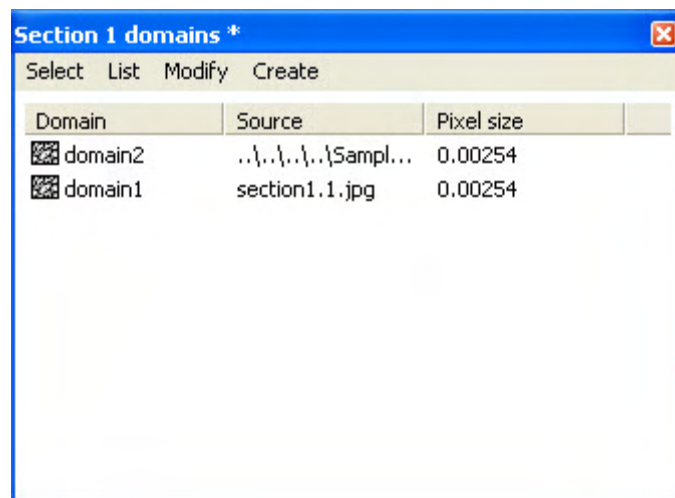 Section 1 domains *
Select List Modify Create
Domain Source Pixel size
domain2 ..\..\..\..\Sampl... 0.00254
domain1 section1.1.jpg 0.00254